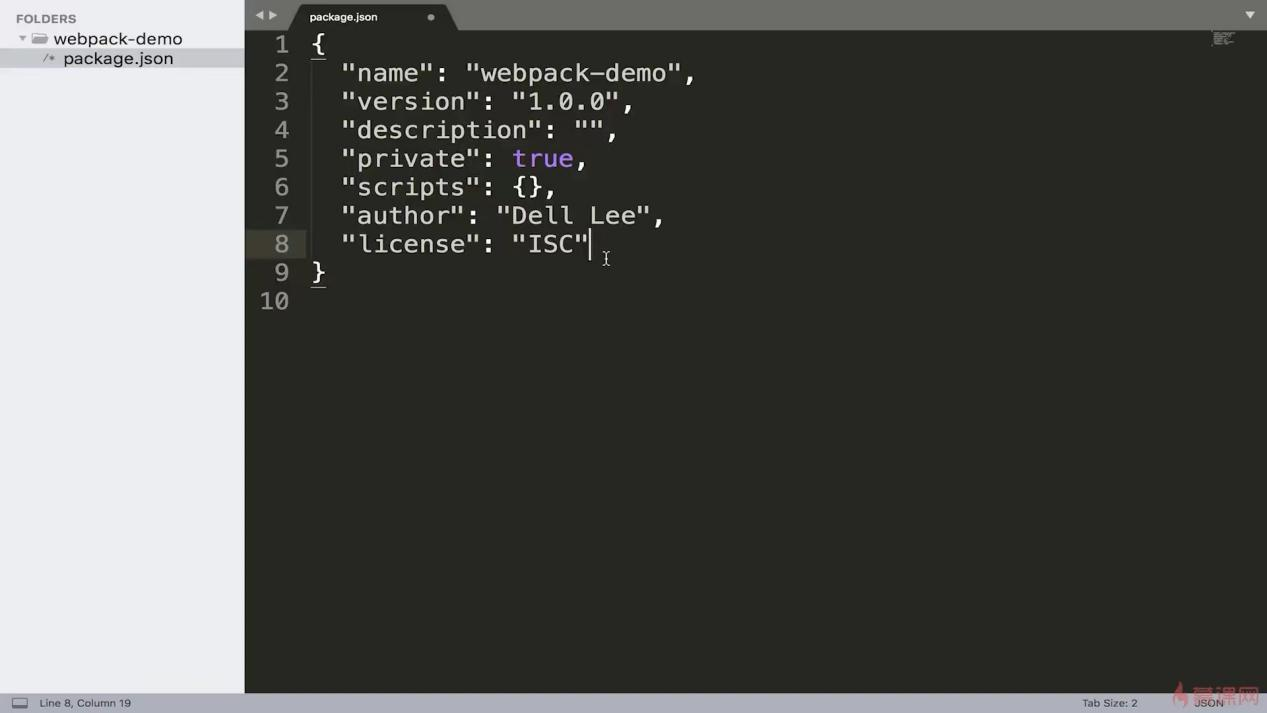 FOLDERS
webpack-demo
/* package.json
package.json
1 {
2 "name": "webpack-demo",
3 "version": "1.0.0",
4 "description": "",
5 "private": true,
6 "scripts": {},
7 "author": "Dell Lee",
8 "license": "ISC"
9 }
10
Line 8, Column 19
Tab Size: 2
JSON
慕课网